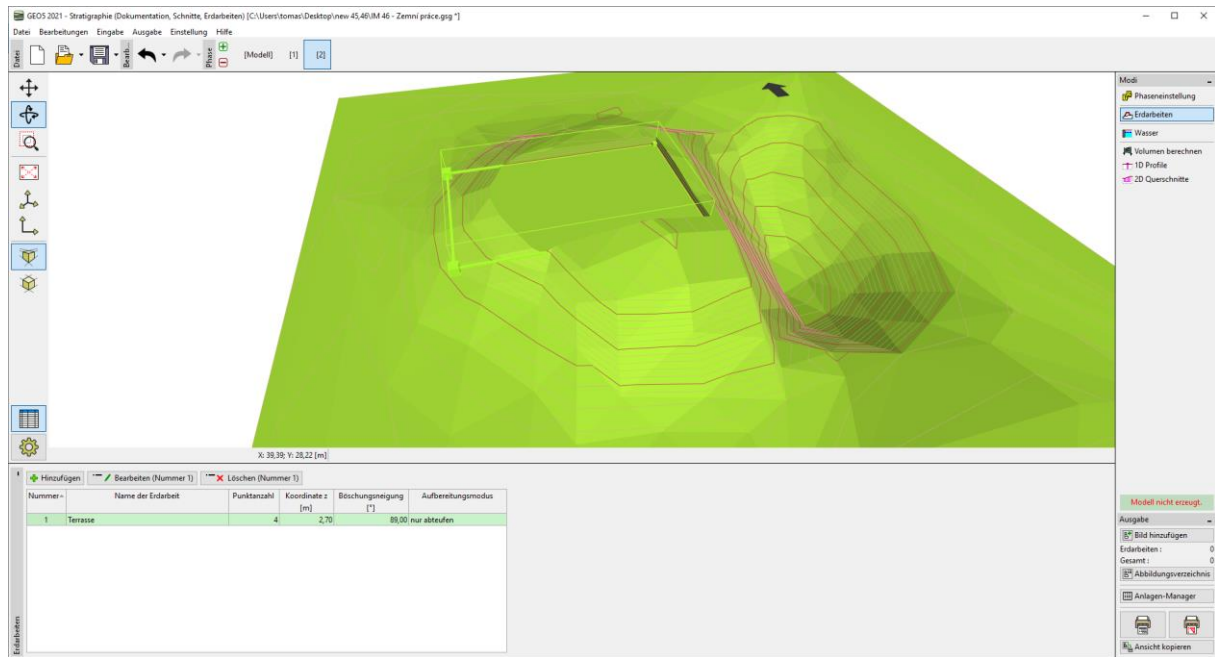 GEO5 2021 - Stratigraphie (Dokumentation, Schnitte, Erdarbeiten) [C:\Users\tomas\Desktop\new 45,46\IM 46 - Zemní práce.gsg *]
Datei Bearbeitungen Eingabe Ausgabe Einstellung Hilfe
Datei
Bearb...
Phase
[Modell] [1] [2]
Modi
Phaseneinstellung
Erdarbeiten
Wasser
Volumen berechnen
1D Profile
2D Querschnitte
X: 39,39; Y: 28,22 [m]
Hinzufügen Bearbeiten (Nummer 1) Löschen (Nummer 1)
Nummer Name der Erdarbeit Punktanzahl Koordinate z Böschungsneigung Aufbereitungsmodus
[m] [°]
1 Terrasse 4 2,70 89,00 nur abteufen
Erdarbeiten
Modell nicht erzeugt.
Ausgabe
Bild hinzufügen
Erdarbeiten : 0
Gesamt : 0
Abbildungsverzeichnis
Anlagen-Manager
Ansicht kopieren